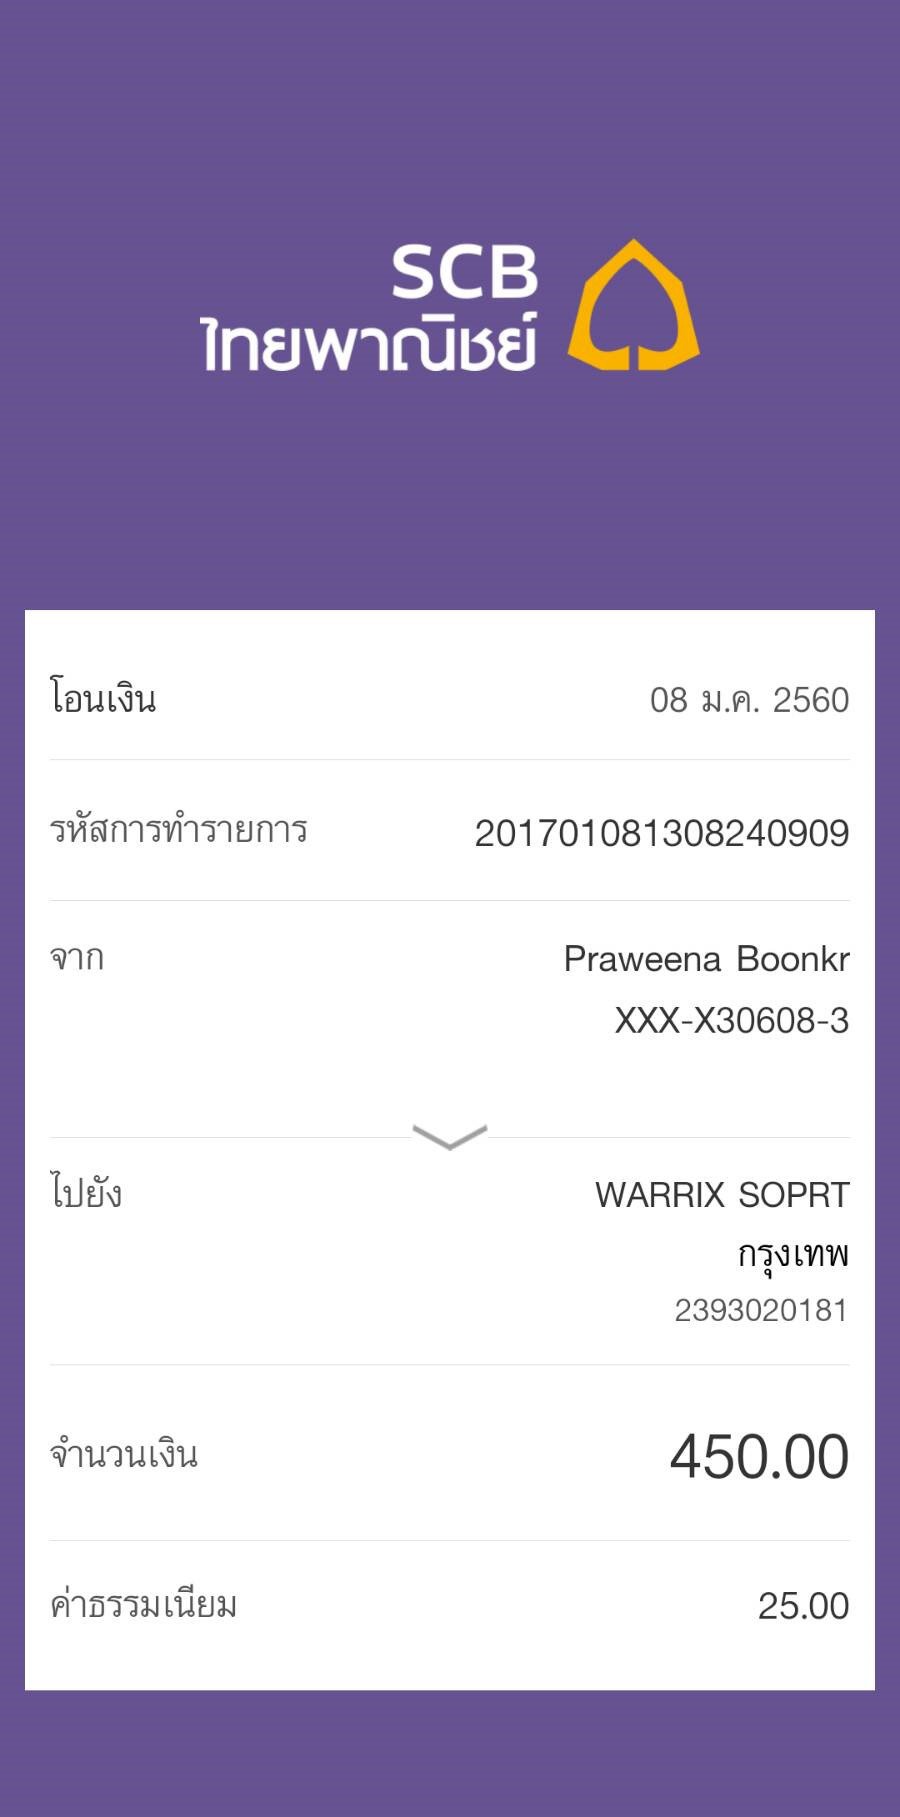 SCB
ไทยพาณิชย์
โอนเงิน 08 ม.ค. 2560
รหัสการทำรายการ 201701081308240909
จาก Praweena Boonkr
XXX-X30608-3
ไปยัง WARRIX SOPRT
กรุงเทพ
2393020181
จำนวนเงิน 450.00
ค่าธรรมเนียม 25.00